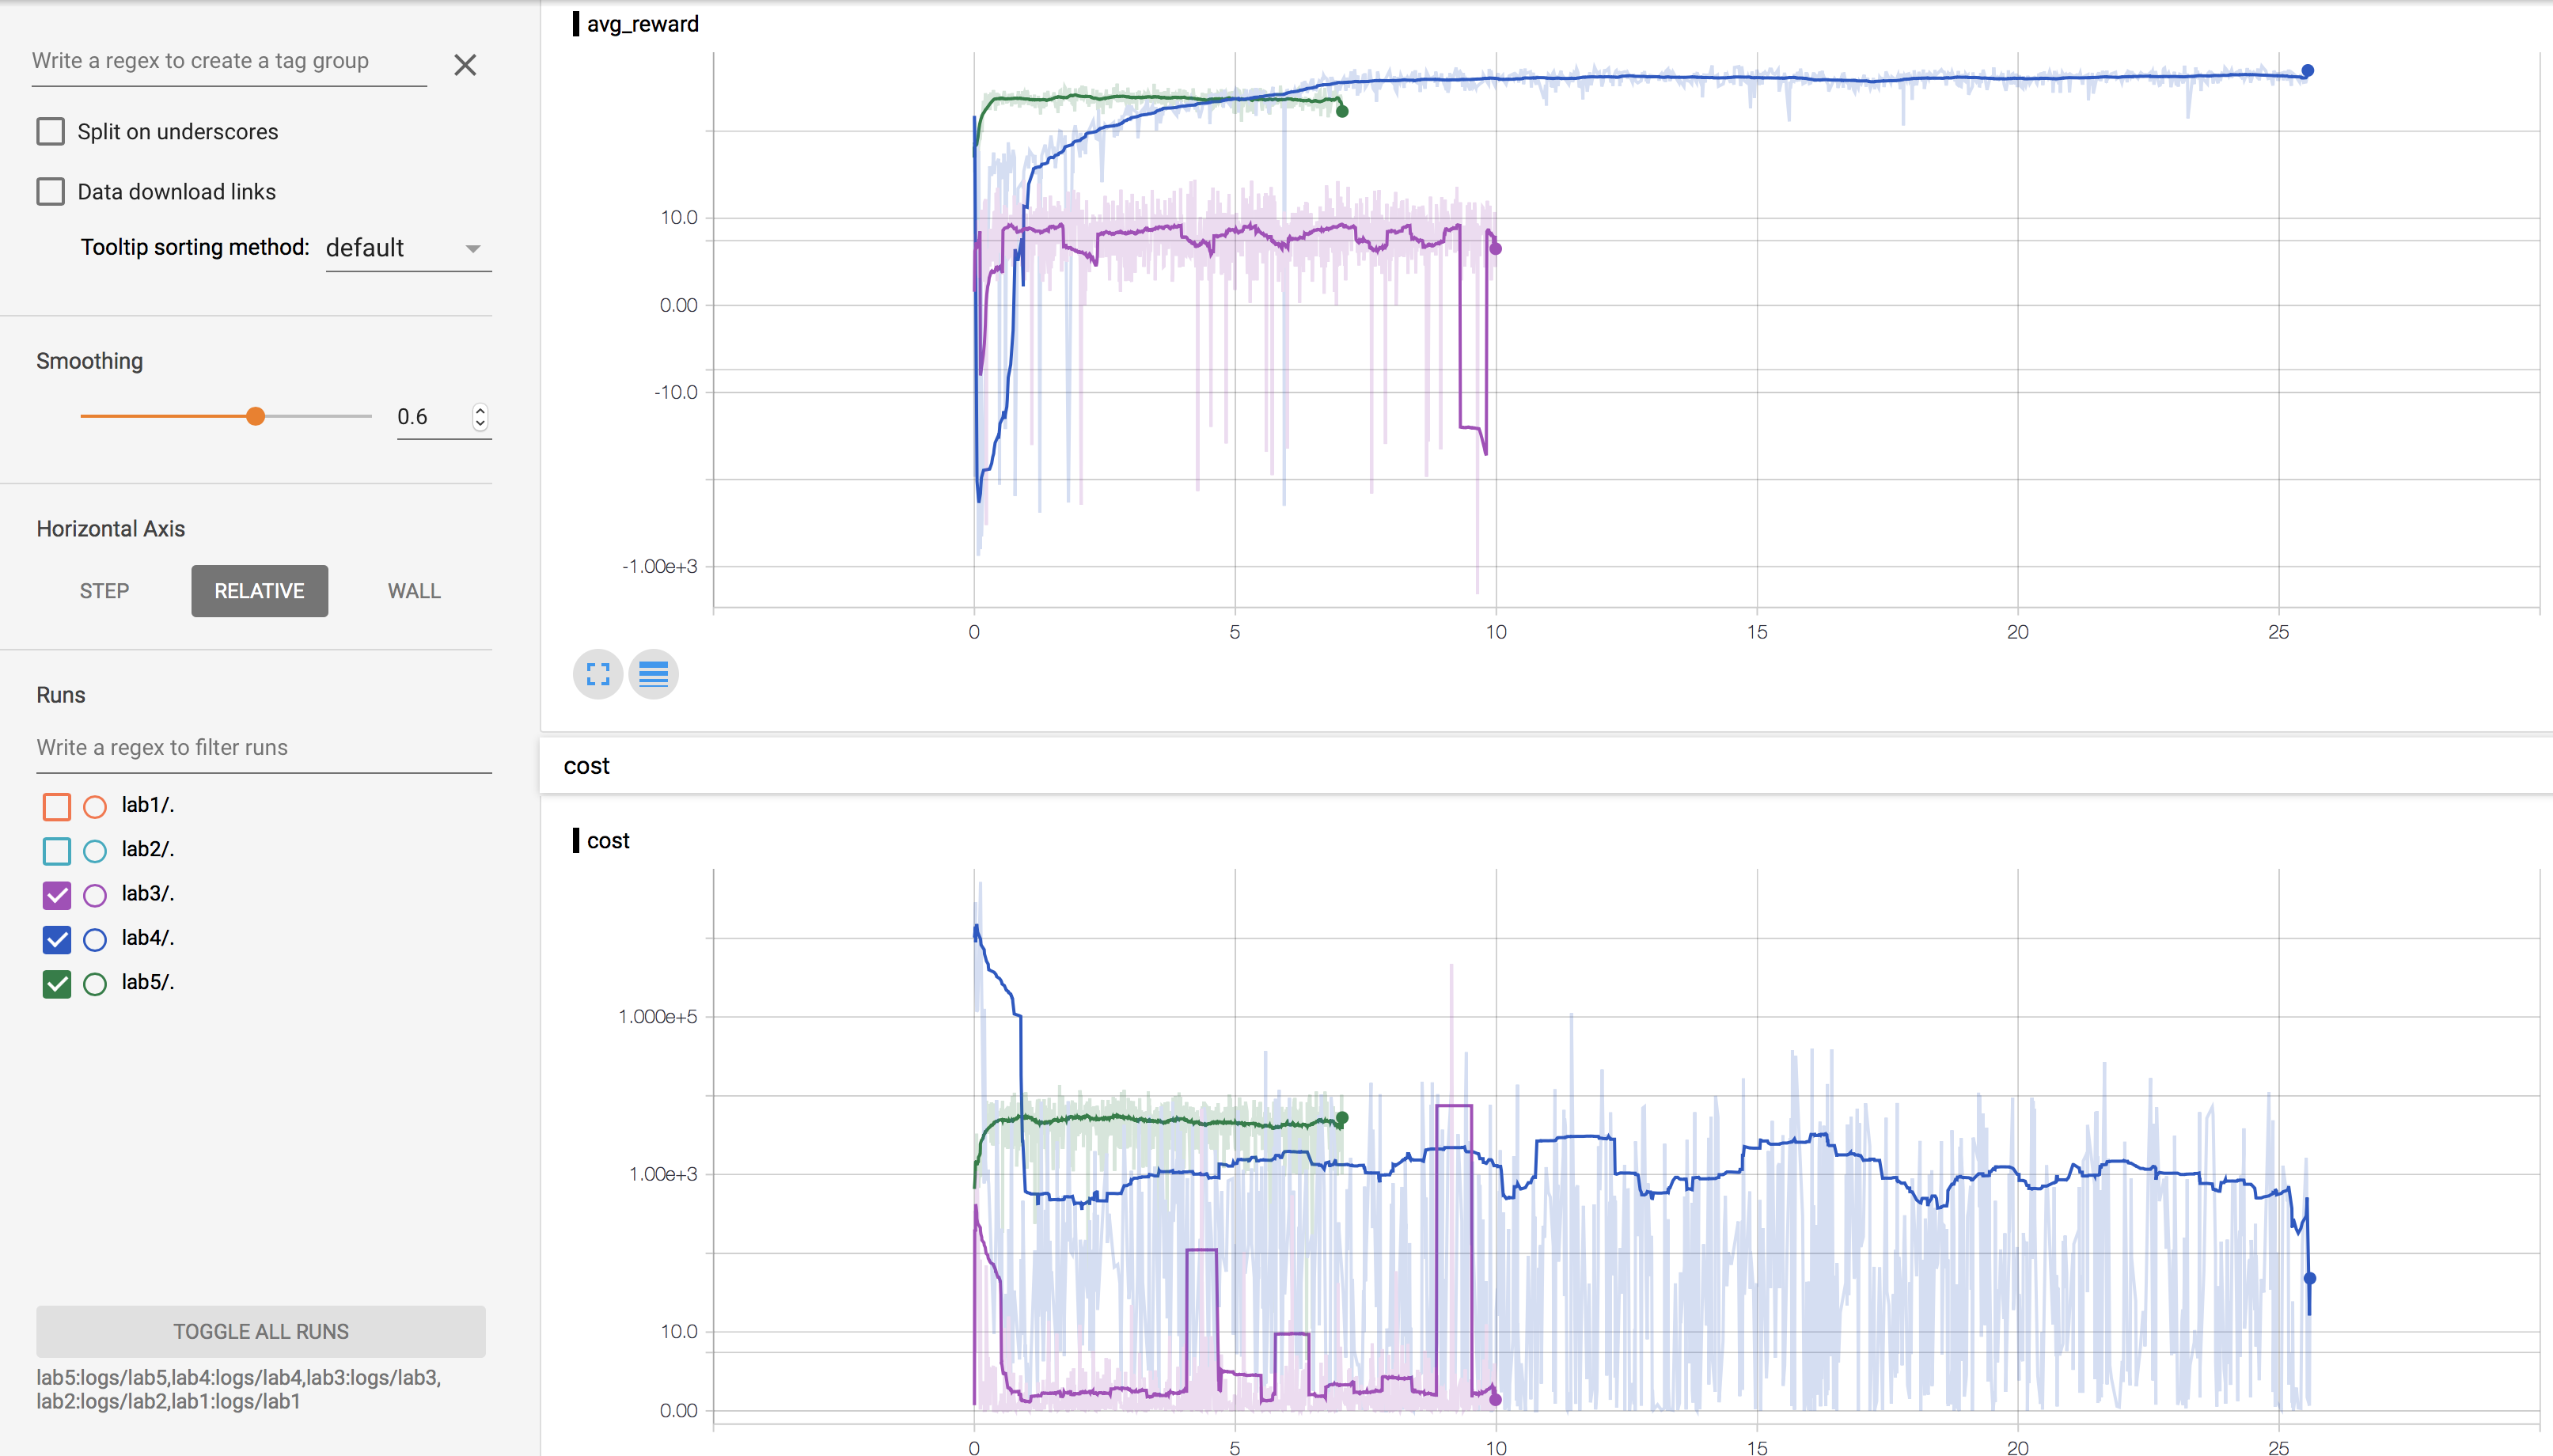 Write a regex to create a tag group
Split on underscores
Data download links
Tooltip sorting method: default
Smoothing
0.6
Horizontal Axis
STEP RELATIVE WALL
Runs
Write a regex to filter runs
lab1/.
lab2/.
lab3/.
lab4/.
lab5/.
TOGGLE ALL RUNS
lab5:logs/lab5,lab4:logs/lab4,lab3:logs/lab3,
lab2:logs/lab2,lab1:logs/lab1
avg_reward
10.0
0.00
-10.0
-1.00e+3
0 5 10 15 20 25
cost
cost
1.000e+5
1.00e+3
10.0
0.00
0 5 10 15 20 25